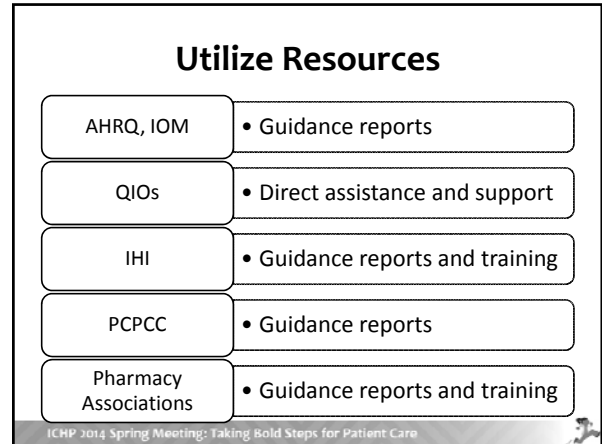 Utilize Resources
AHRQ, IOM
• Guidance reports
QIOs
• Direct assistance and support
IHI
• Guidance reports and training
PCPCC
• Guidance reports
Pharmacy
Associations
• Guidance reports and training
ICHP 2014 Spring Meeting: Taking Bold Steps for Patient Care